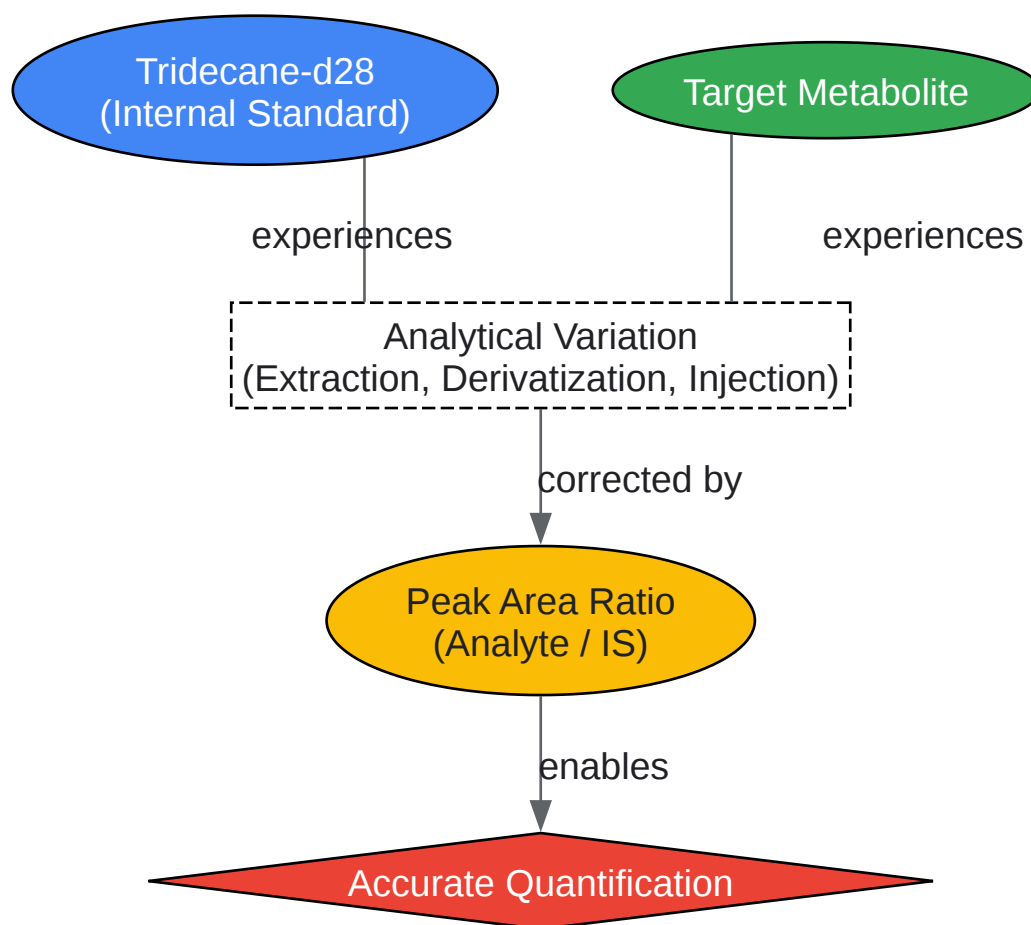 Tridecane-d28
(Internal Standard)
Target Metabolite
experiences
experiences
Analytical Variation
(Extraction, Derivatization, Injection)
corrected by
Peak Area Ratio
(Analyte / IS)
enables
Accurate Quantification